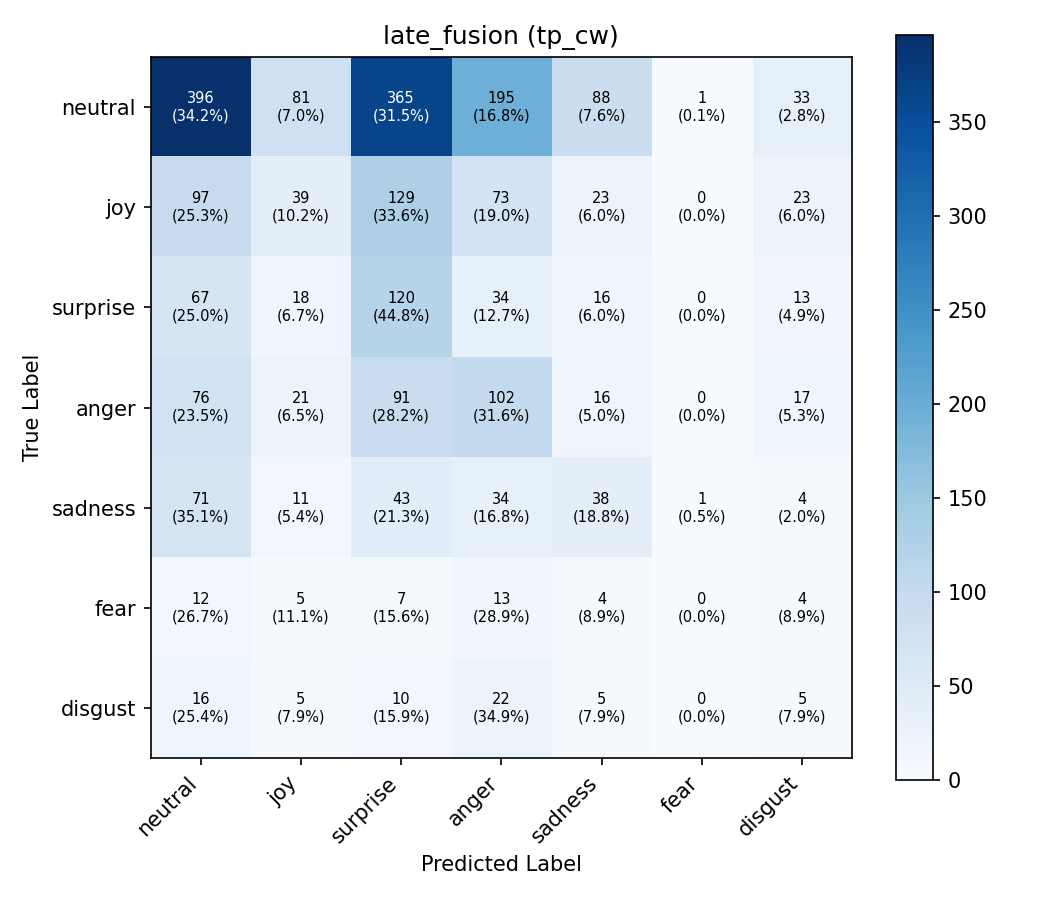 late_fusion (tp_cw)
neutral
396 81 365 195 88 1 33
(34.2%) (7.0%) (31.5%) (16.8%) (7.6%) (0.1%) (2.8%)
joy
97 39 129 73 23 0 23
(25.3%) (10.2%) (33.6%) (19.0%) (6.0%) (0.0%) (6.0%)
surprise
67 18 120 34 16 0 13
(25.0%) (6.7%) (44.8%) (12.7%) (6.0%) (0.0%) (4.9%)
anger
76 21 91 102 16 0 17
(23.5%) (6.5%) (28.2%) (31.6%) (5.0%) (0.0%) (5.3%)
sadness
71 11 43 34 38 1 4
(35.1%) (5.4%) (21.3%) (16.8%) (18.8%) (0.5%) (2.0%)
fear
12 5 7 13 4 0 4
(26.7%) (11.1%) (15.6%) (28.9%) (8.9%) (0.0%) (8.9%)
disgust
16 5 10 22 5 0 5
(25.4%) (7.9%) (15.9%) (34.9%) (7.9%) (0.0%) (7.9%)
neutral joy surprise anger sadness fear disgust
Predicted Label
True Label
350
300
250
200
150
100
50
0